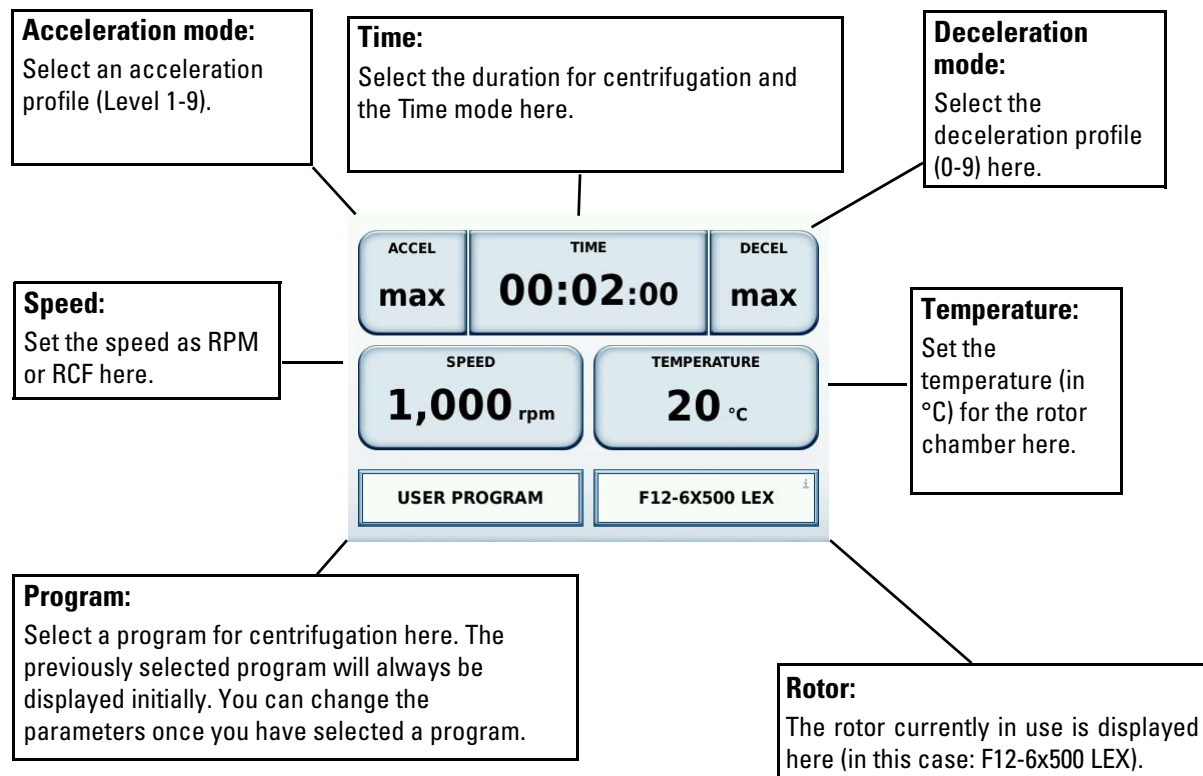 Acceleration mode:
Select an acceleration
profile (Level 1-9).
Time:
Select the duration for centrifugation and
the Time mode here.
Deceleration
mode:
Select the
deceleration profile
(0-9) here.
Speed:
Set the speed as RPM
or RCF here.
ACCEL
max
TIME
00:02:00
DECEL
max
SPEED
1,000 rpm
TEMPERATURE
20 °C
USER PROGRAM
F12-6X500 LEX
i
Temperature:
Set the
temperature (in
°C) for the rotor
chamber here.
Program:
Select a program for centrifugation here. The
previously selected program will always be
displayed initially. You can change the
parameters once you have selected a program.
Rotor:
The rotor currently in use is displayed
here (in this case: F12-6x500 LEX).